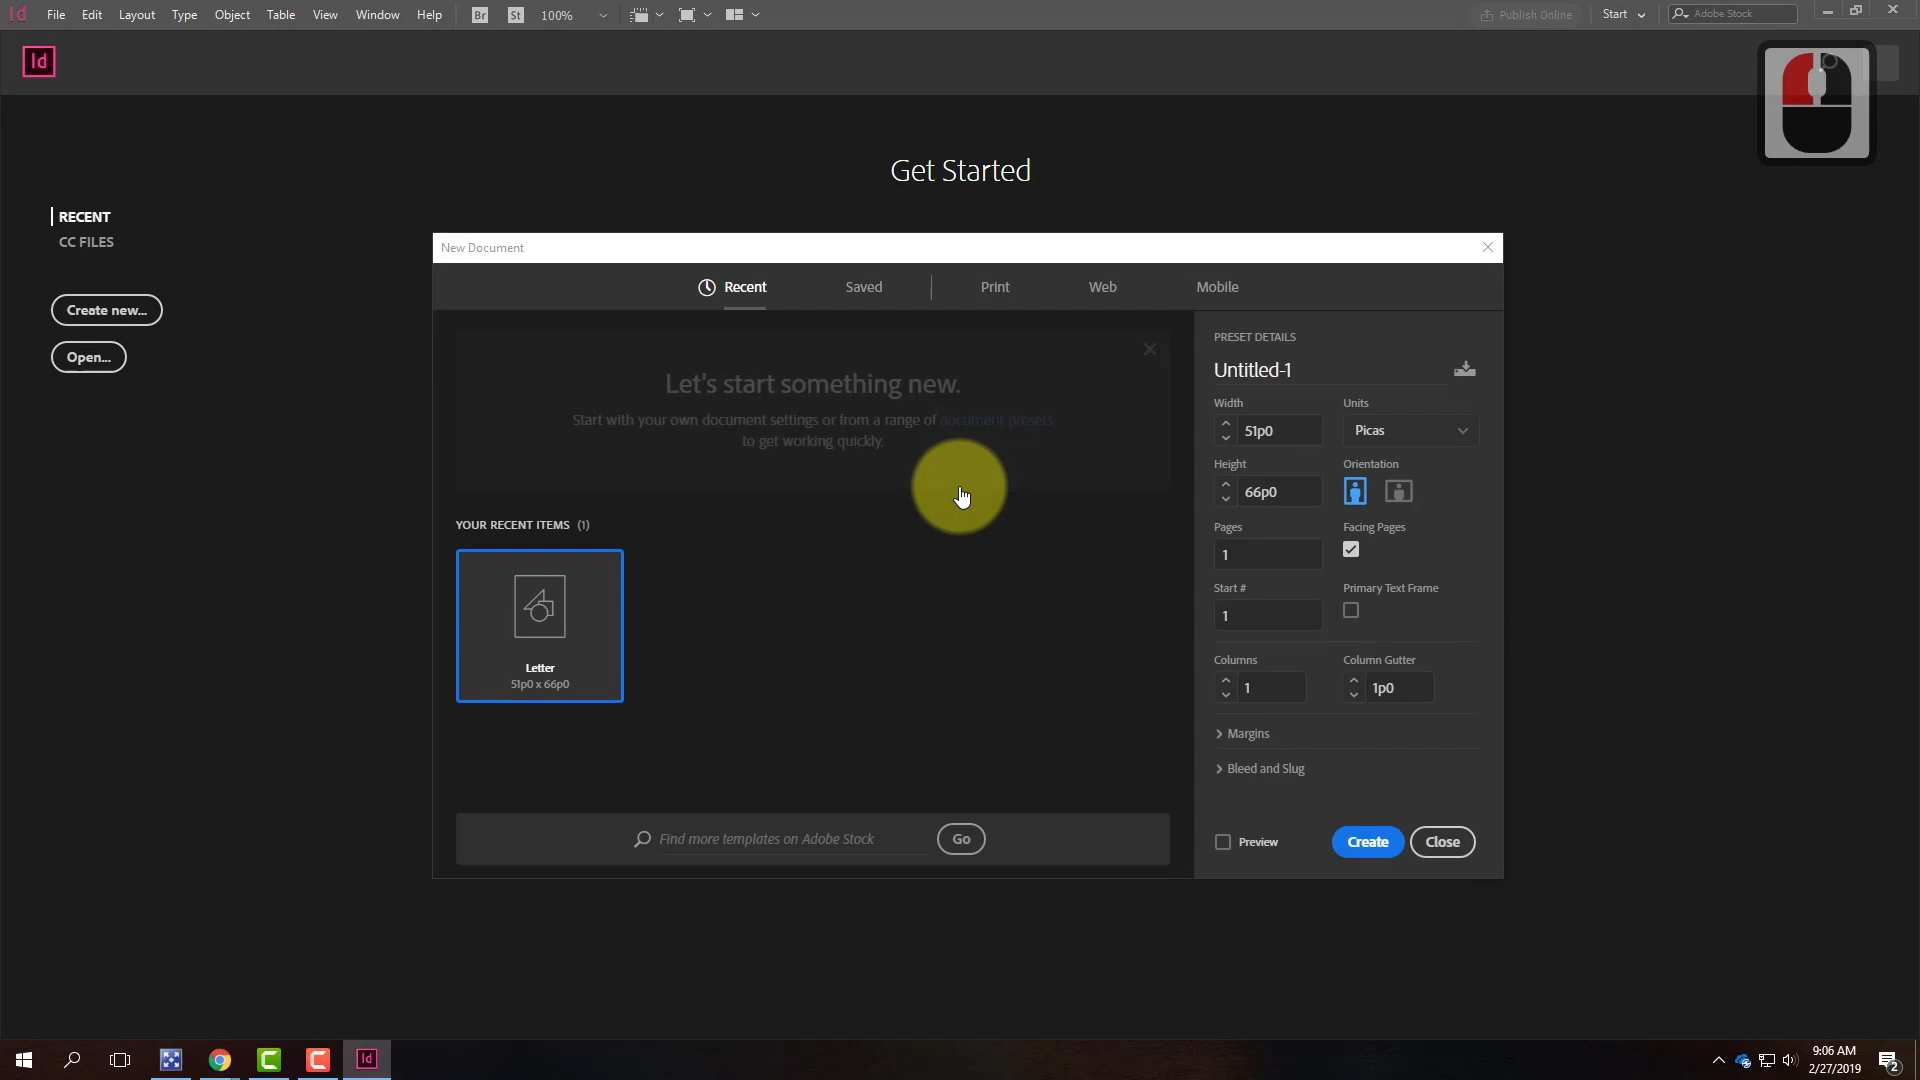 Id File Edit Layout Type Object Table View Window Help Br St 100% Publish Online Start Adobe Stock
Id
Get Started
RECENT
CC FILES
Create new...
Open...
New Document
Recent Saved Print Web Mobile
Let's start something new.
Start with your own document settings or from a range of document presets
to get working quickly.
YOUR RECENT ITEMS (1)
Letter
51p0 x 66p0
Find more templates on Adobe Stock Go
PRESET DETAILS
Untitled-1
Width Units
51p0 Picas
Height Orientation
66p0
Pages Facing Pages
1
Start # Primary Text Frame
1
Columns Column Gutter
1 1p0
Margins
Bleed and Slug
Preview Create Close
Id
9:06 AM
2/27/2019
2